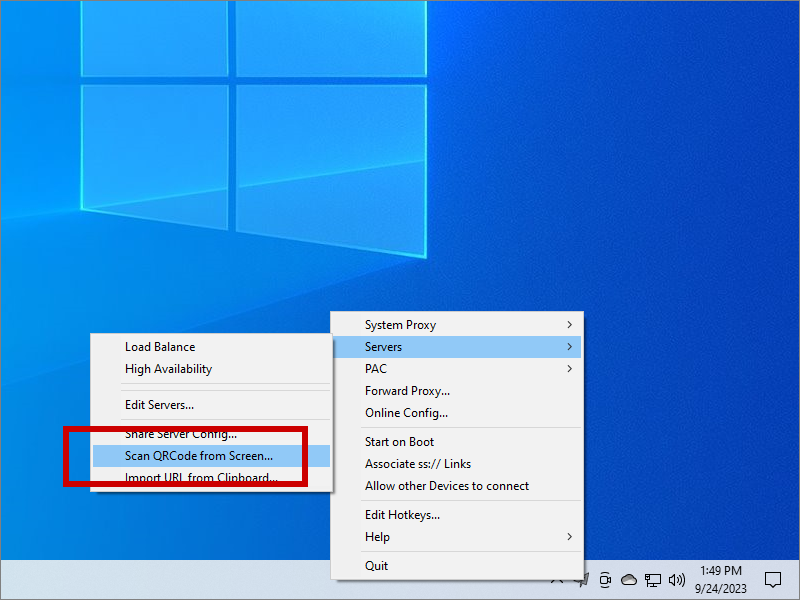 System Proxy
Servers
PAC
Forward Proxy...
Online Config...
Start on Boot
Associate ss:// Links
Allow other Devices to connect
Edit Hotkeys...
Help
Quit
Load Balance
High Availability
Edit Servers...
Share Server Config...
Scan QRCode from Screen...
Import URL from Clipboard...
1:49 PM
9/24/2023